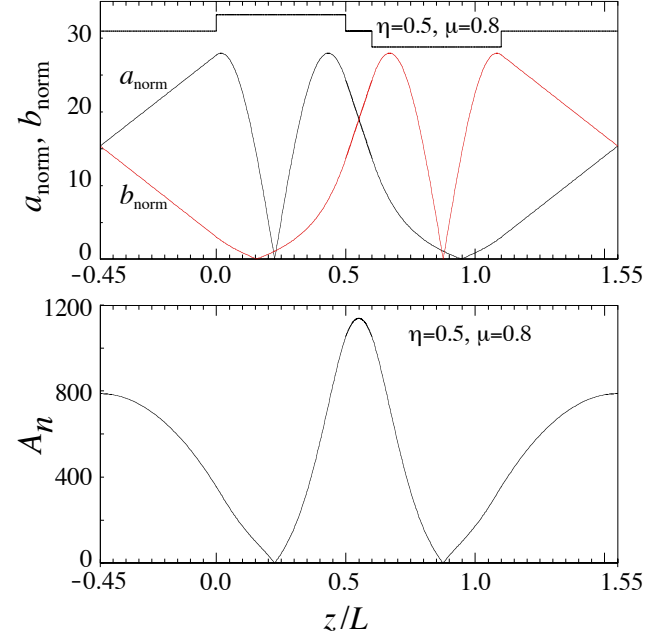 30
η=0.5, μ=0.8
a_norm
20
a_norm, b_norm
10
b_norm
0
-0.45 0.0 0.5 1.0 1.55
1200
η=0.5, μ=0.8
800
A_n
400
0
-0.45 0.0 0.5 1.0 1.55
z/L